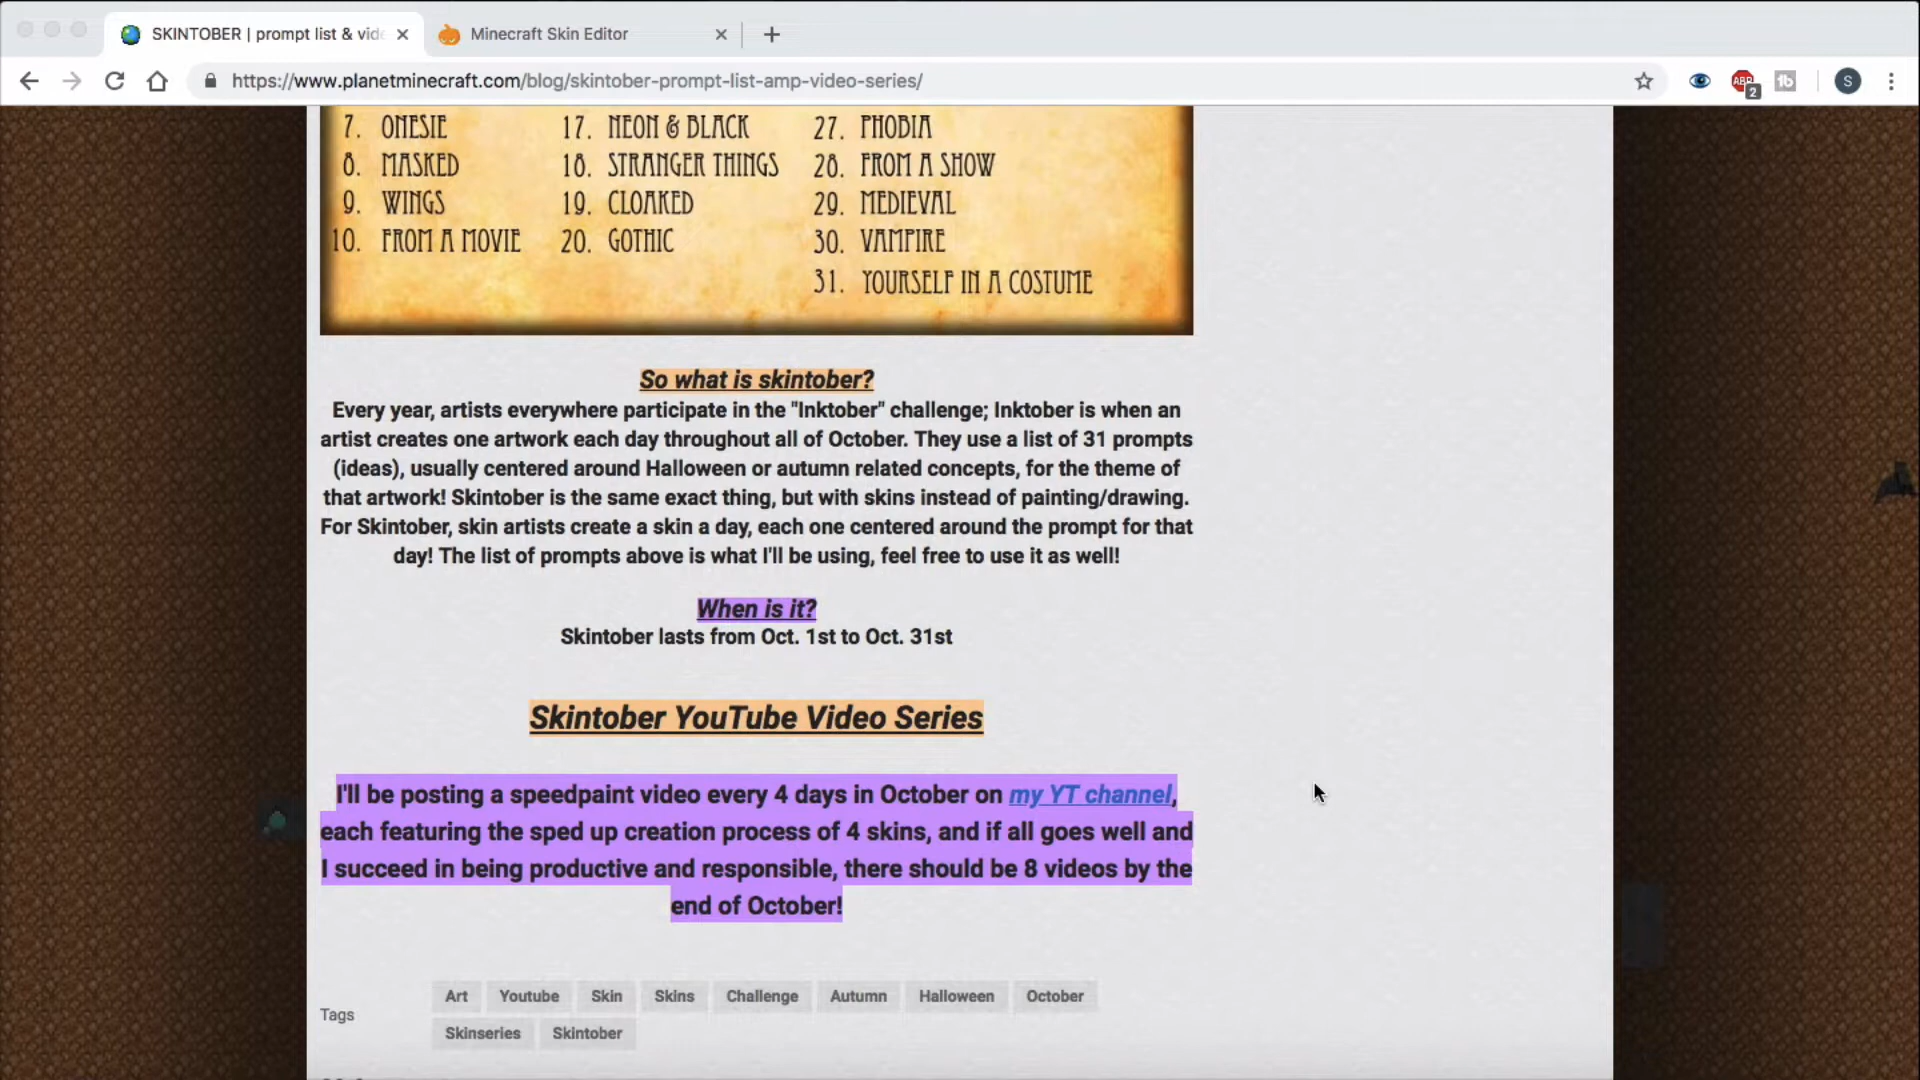 SKINTOBER | prompt list & vide
Minecraft Skin Editor
https://www.planetminecraft.com/blog/skintober-prompt-list-amp-video-series/
ABP
2
tb
S
7. ONESIE
8. MASKED
9. WINGS
10. FROM A MOVIE
17. NEON & BLACK
18. STRANGER THINGS
19. CLOAKED
20. GOTHIC
27. PHOBIA
28. FROM A SHOW
29. MEDIEVAL
30. VAMPIRE
31. YOURSELF IN A COSTUME
So what is skintober?
Every year, artists everywhere participate in the "Inktober" challenge; Inktober is when an
artist creates one artwork each day throughout all of October. They use a list of 31 prompts
(ideas), usually centered around Halloween or autumn related concepts, for the theme of
that artwork! Skintober is the same exact thing, but with skins instead of painting/drawing.
For Skintober, skin artists create a skin a day, each one centered around the prompt for that
day! The list of prompts above is what I'll be using, feel free to use it as well!
When is it?
Skintober lasts from Oct. 1st to Oct. 31st
Skintober YouTube Video Series
I'll be posting a speedpaint video every 4 days in October on my YT channel,
each featuring the sped up creation process of 4 skins, and if all goes well and
I succeed in being productive and responsible, there should be 8 videos by the
end of October!
Tags
Art Youtube Skin Skins Challenge Autumn Halloween October
Skinseries Skintober